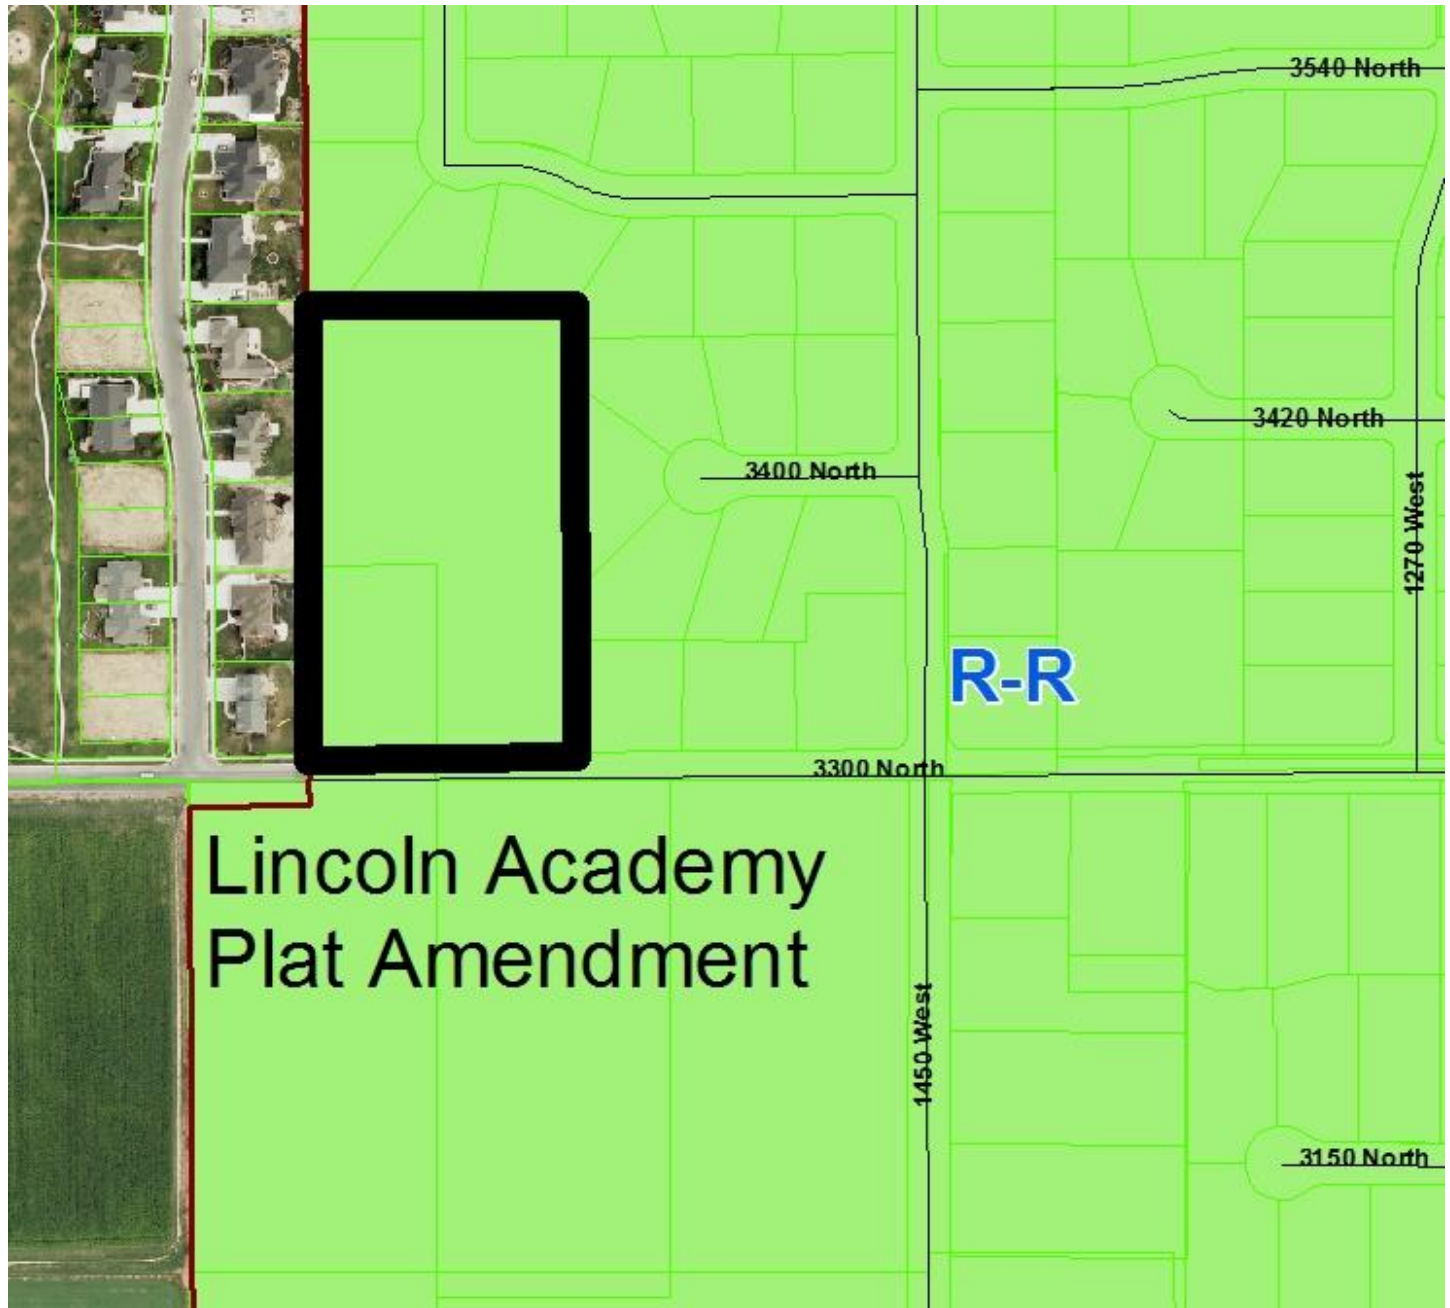 3540 North
3420 North
3400 North
1270 West
R-R
3300 North
Lincoln Academy
Plat Amendment
1450 West
3150 North